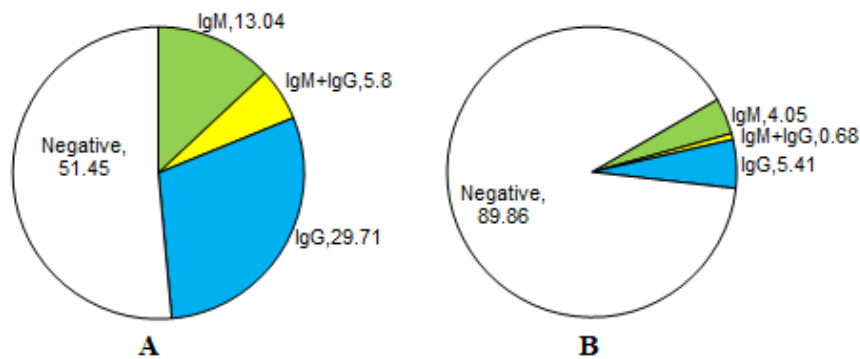 IgM,13.04
IgM+IgG,5.8
Negative,
51.45
IgG,29.71
A
IgM,4.05
IgM+IgG,0.68
IgG,5.41
Negative,
89.86
B